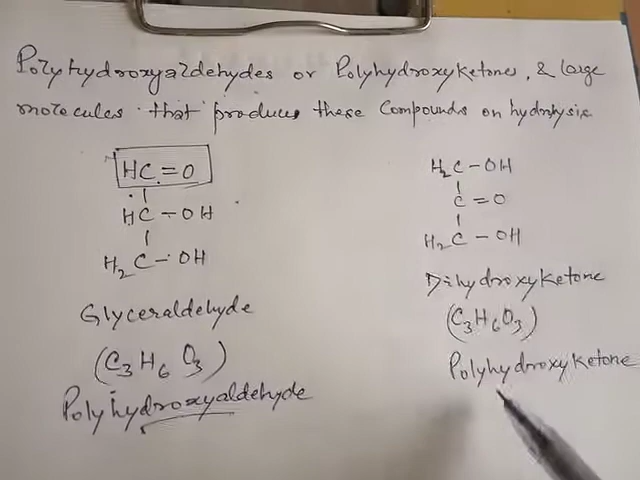 Polyhydroxyaldehydes or Polyhydroxyketones, & large
molecules that produces these compounds on hydrolysis.
HC=O
HC-OH
H₂C-OH
Glyceraldehyde
(C₃H₆O₃)
Polyhydroxyaldehyde
H₂C-OH
C=O
H₂C-OH
Dihydroxyketone
(C₃H₆O₃)
Polyhydroxyketone